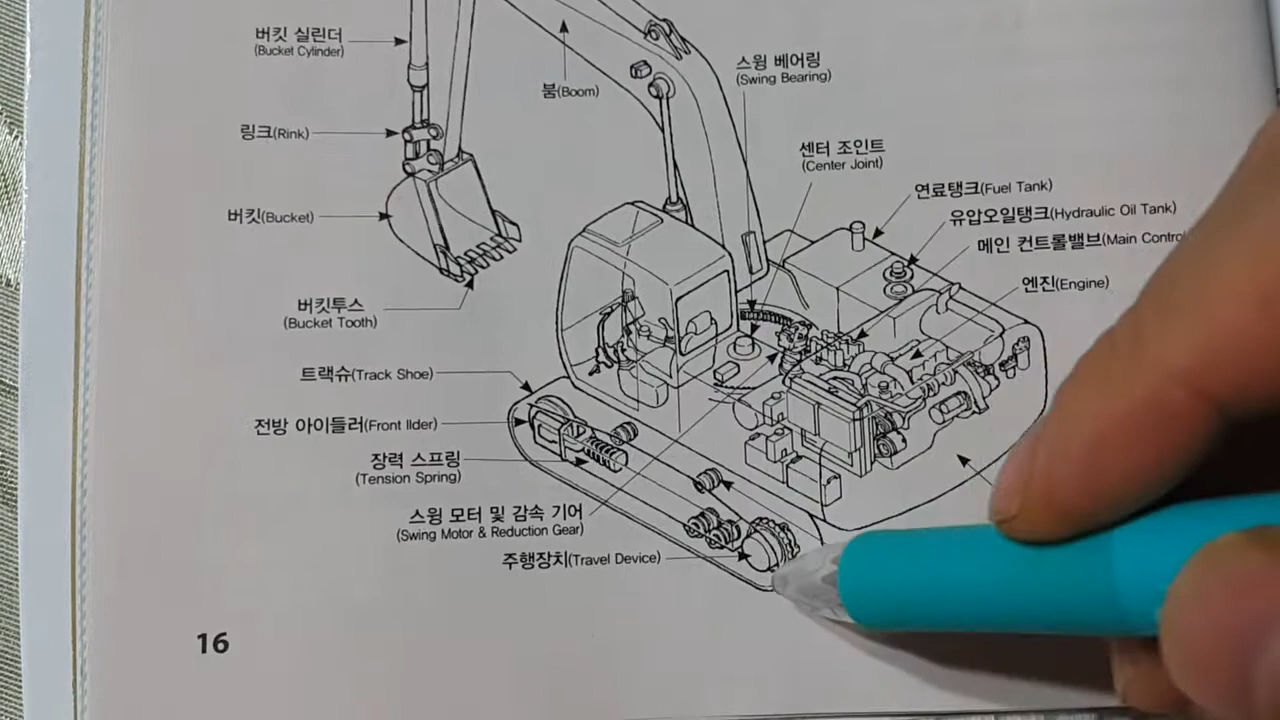 버킷 실린더
(Bucket Cylinder)
붐(Boom)
스윙 베어링
(Swing Bearing)
링크(Rink)
센터 조인트
(Center Joint)
연료탱크(Fuel Tank)
유압오일탱크(Hydraulic Oil Tank)
버킷(Bucket)
메인 컨트롤밸브(Main Control
엔진(Engine)
버킷투스
(Bucket Tooth)
트랙슈(Track Shoe)
전방 아이들러(Front Ilder)
장력 스프링
(Tension Spring)
스윙 모터 및 감속 기어
(Swing Motor & Reduction Gear)
주행장치(Travel Device)
16